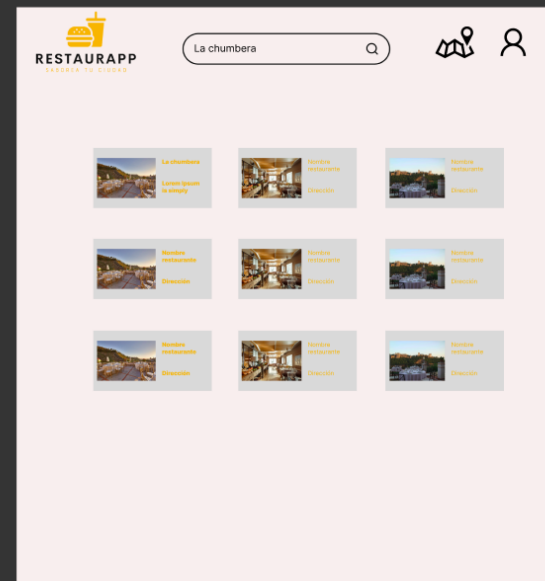 RESTAURAPP
La chumbera
La chumbera
Lorem ipsum
is simply
Nombre
restaurante
Dirección
Nombre
restaurante
Dirección
Nombre
restaurante
Dirección
Nombre
restaurante
Dirección
Nombre
restaurante
Dirección
Nombre
restaurante
Dirección
Nombre
restaurante
Dirección
Nombre
restaurante
Dirección